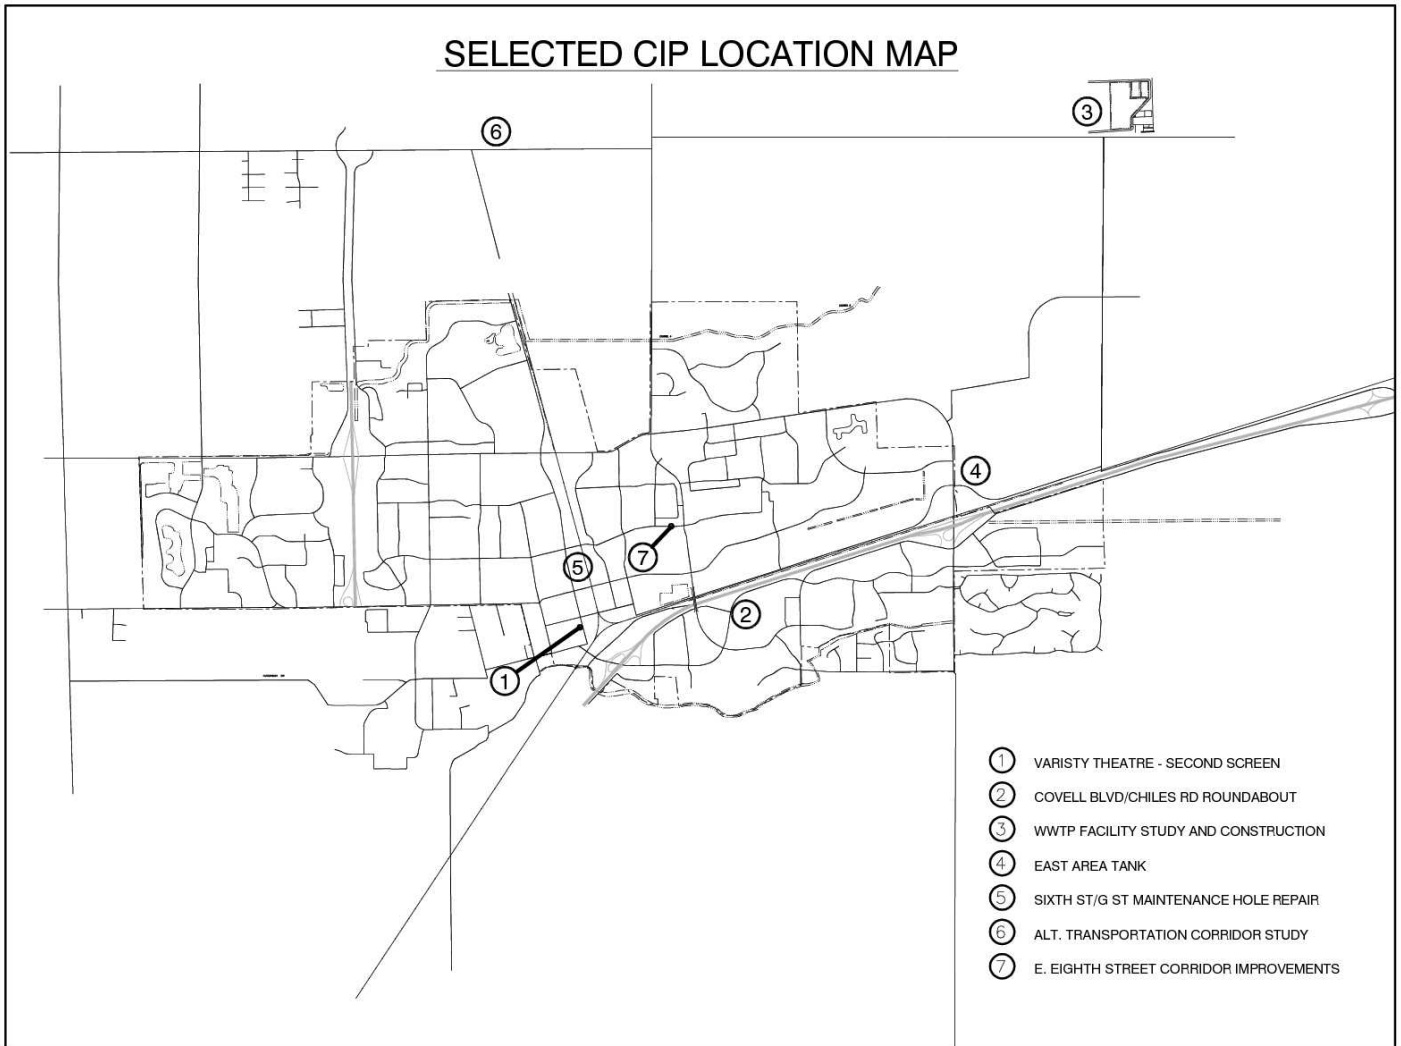 SELECTED CIP LOCATION MAP
6
3
4
7
5
2
1
1 VARISTY THEATRE - SECOND SCREEN
2 COVELL BLVD/CHILES RD ROUNDABOUT
3 WWTP FACILITY STUDY AND CONSTRUCTION
4 EAST AREA TANK
5 SIXTH ST/G ST MAINTENANCE HOLE REPAIR
6 ALT. TRANSPORTATION CORRIDOR STUDY
7 E. EIGHTH STREET CORRIDOR IMPROVEMENTS